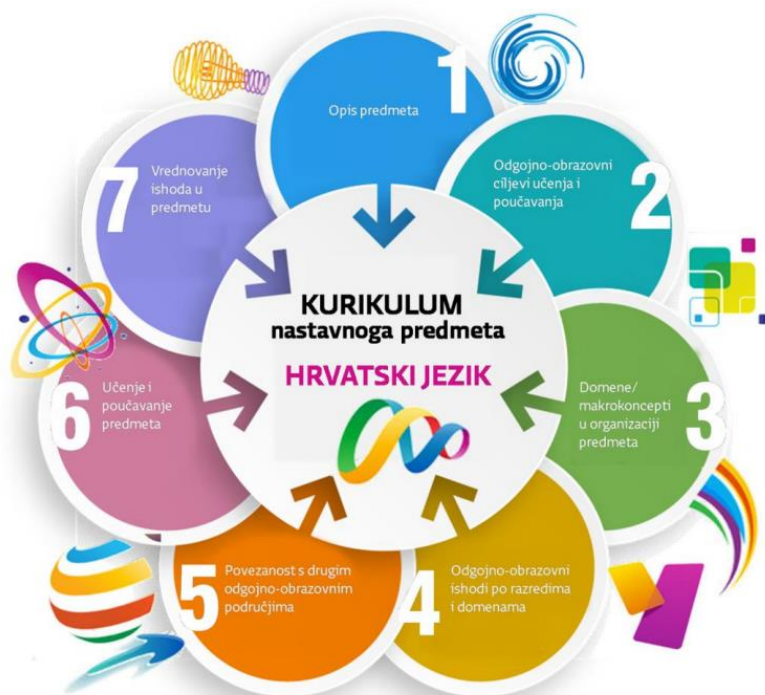 KURIKULUM
nastavnoga predmeta
HRVATSKI JEZIK
1
Opis predmeta
2
Odgojno-obrazovni
ciljevi učenja i
poučavanja
3
Domene/
makrokoncepti
u organizaciji
predmeta
4
Odgojno-obrazovni
ishodi po razredima
i domenama
5
Povezanost s drugim
odgojno-obrazovnim
područjima
6
Učenje i
poučavanje
predmeta
7
Vrednovanje
ishoda u
predmetu